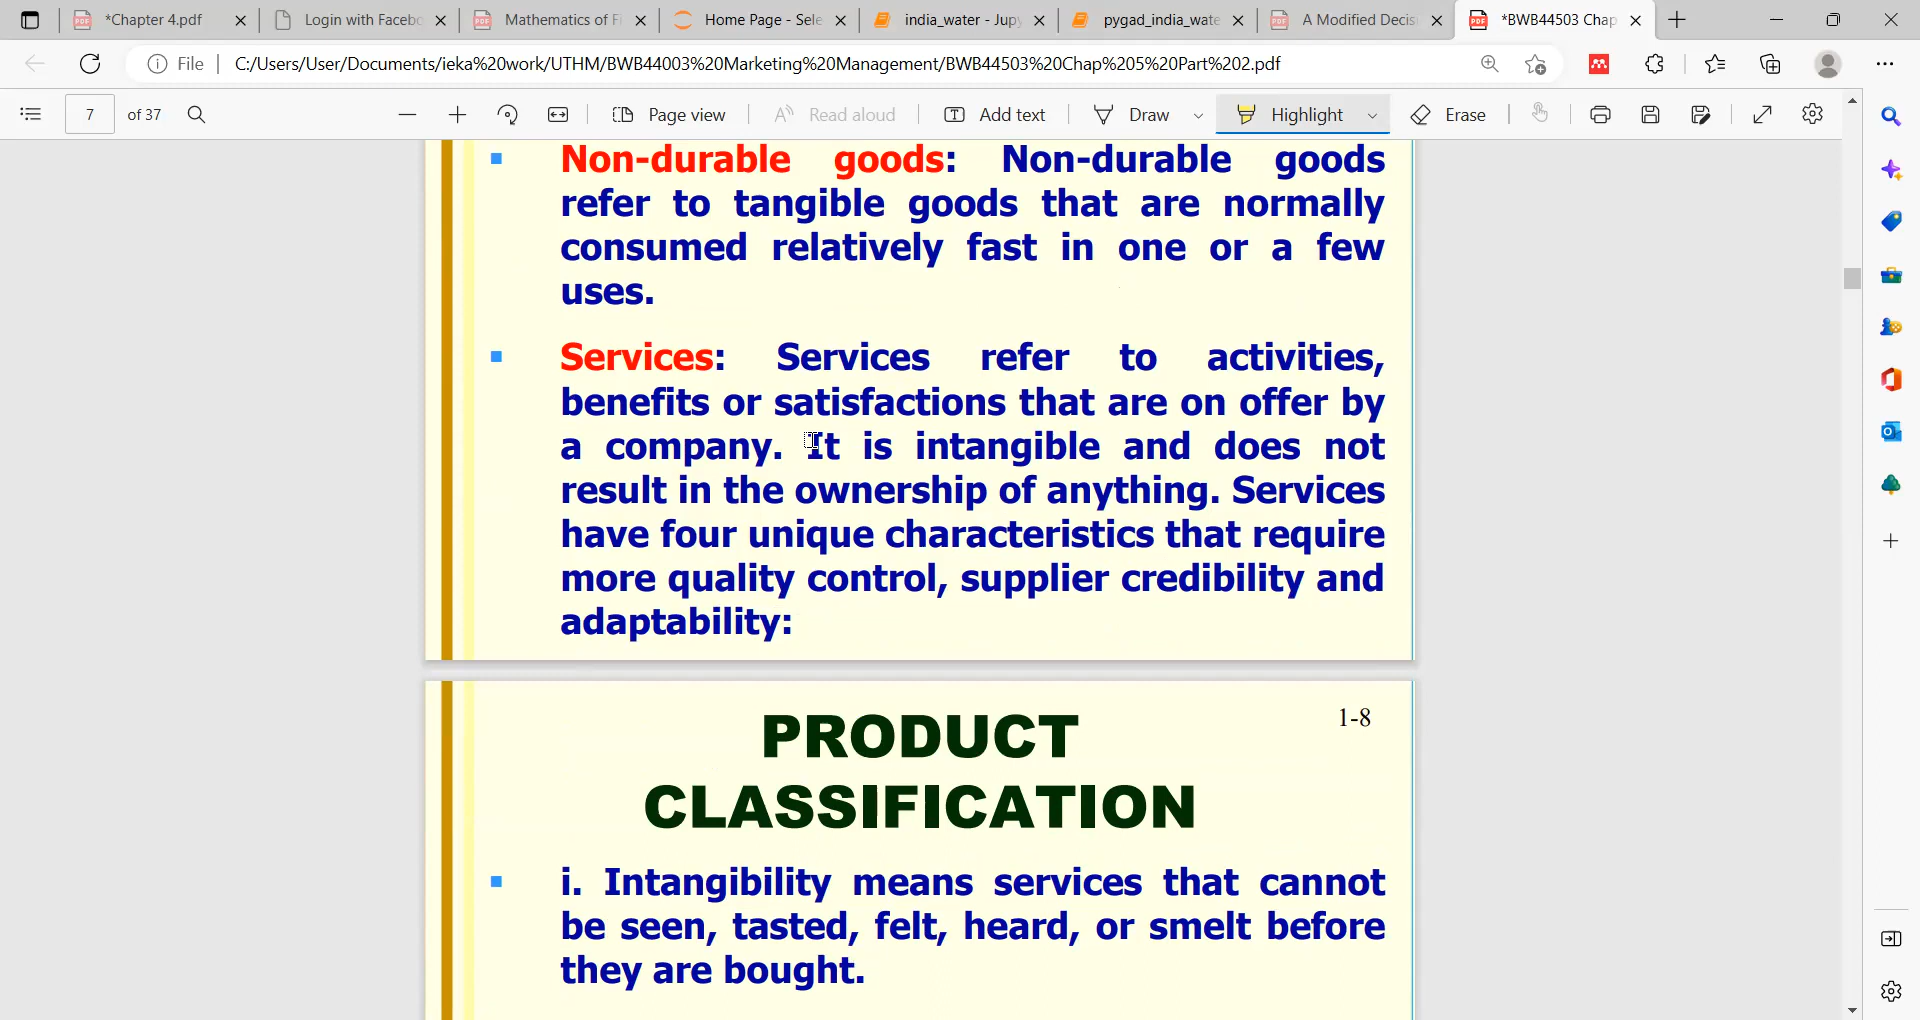 *Chapter 4.pdf
Login with Facebo
Mathematics of Fi
Home Page - Sele
india_water - Jupy
pygad_india_wate
A Modified Decis
*BWB44503 Chap
File
C:/Users/User/Documents/ieka%20work/UTHM/BWB44003%20Marketing%20Management/BWB44503%20Chap%205%20Part%202.pdf
7 of 37
Page view
Read aloud
Add text
Draw
Highlight
Erase
Non-durable goods: Non-durable goods
refer to tangible goods that are normally
consumed relatively fast in one or a few
uses.
Services: Services refer to activities,
benefits or satisfactions that are on offer by
a company. It is intangible and does not
result in the ownership of anything. Services
have four unique characteristics that require
more quality control, supplier credibility and
adaptability:
1-8
PRODUCT
CLASSIFICATION
i. Intangibility means services that cannot
be seen, tasted, felt, heard, or smelt before
they are bought.